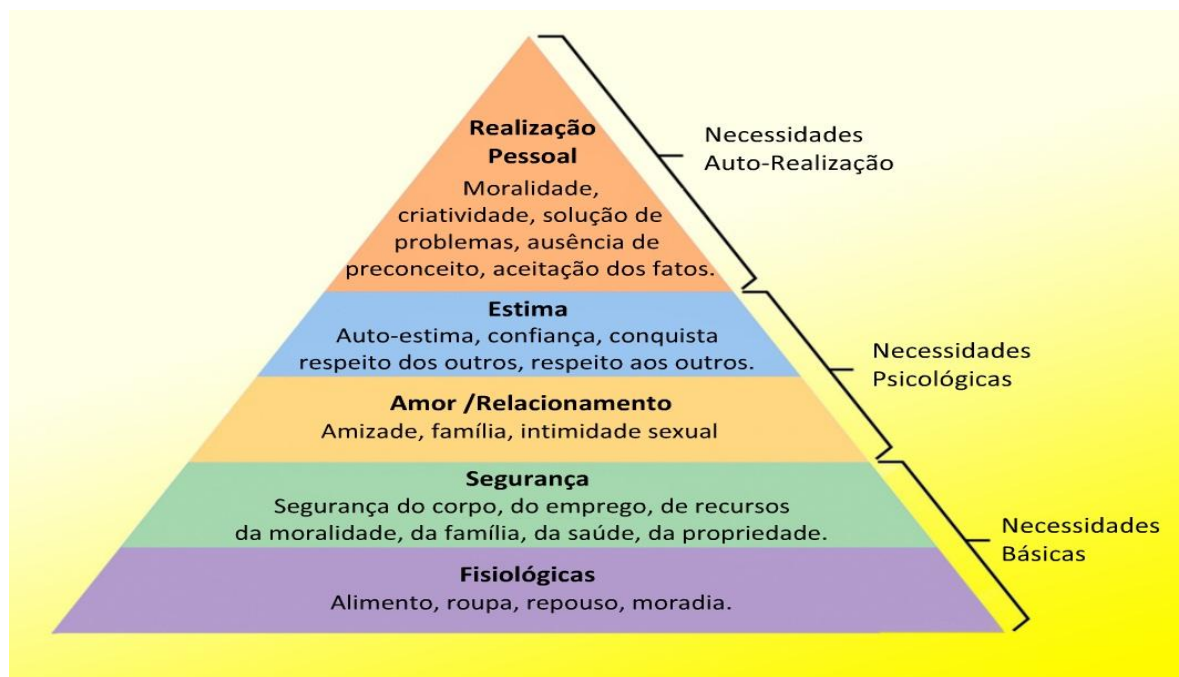 Realização
Pessoal
Moralidade,
criatividade, solução de
problemas, ausência de
preconceito, aceitação dos fatos.
Necessidades
Auto-Realização
Estima
Auto-estima, confiança, conquista
respeito dos outros, respeito aos outros.
Necessidades
Psicológicas
Amor /Relacionamento
Amizade, família, intimidade sexual
Segurança
Segurança do corpo, do emprego, de recursos
da moralidade, da família, da saúde, da propriedade.
Necessidades
Básicas
Fisiológicas
Alimento, roupa, repouso, moradia.